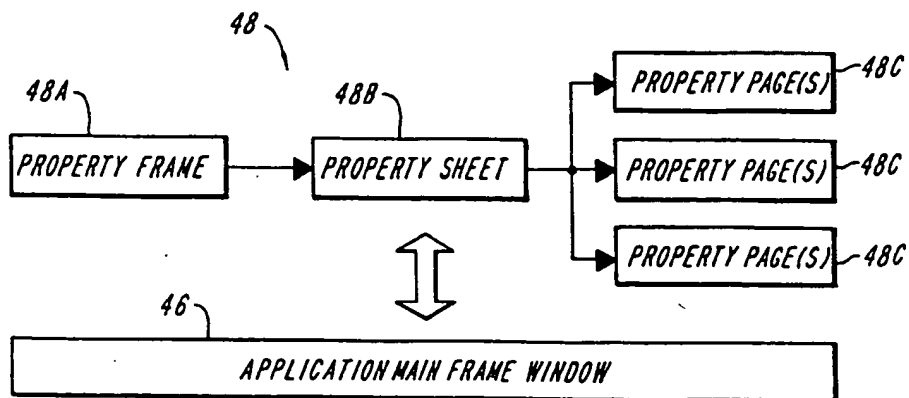 48
48A
48B
PROPERTY FRAME
PROPERTY SHEET
PROPERTY PAGE(S)
48C
PROPERTY PAGE(S)
48C
PROPERTY PAGE(S)
48C
46
APPLICATION MAIN FRAME WINDOW